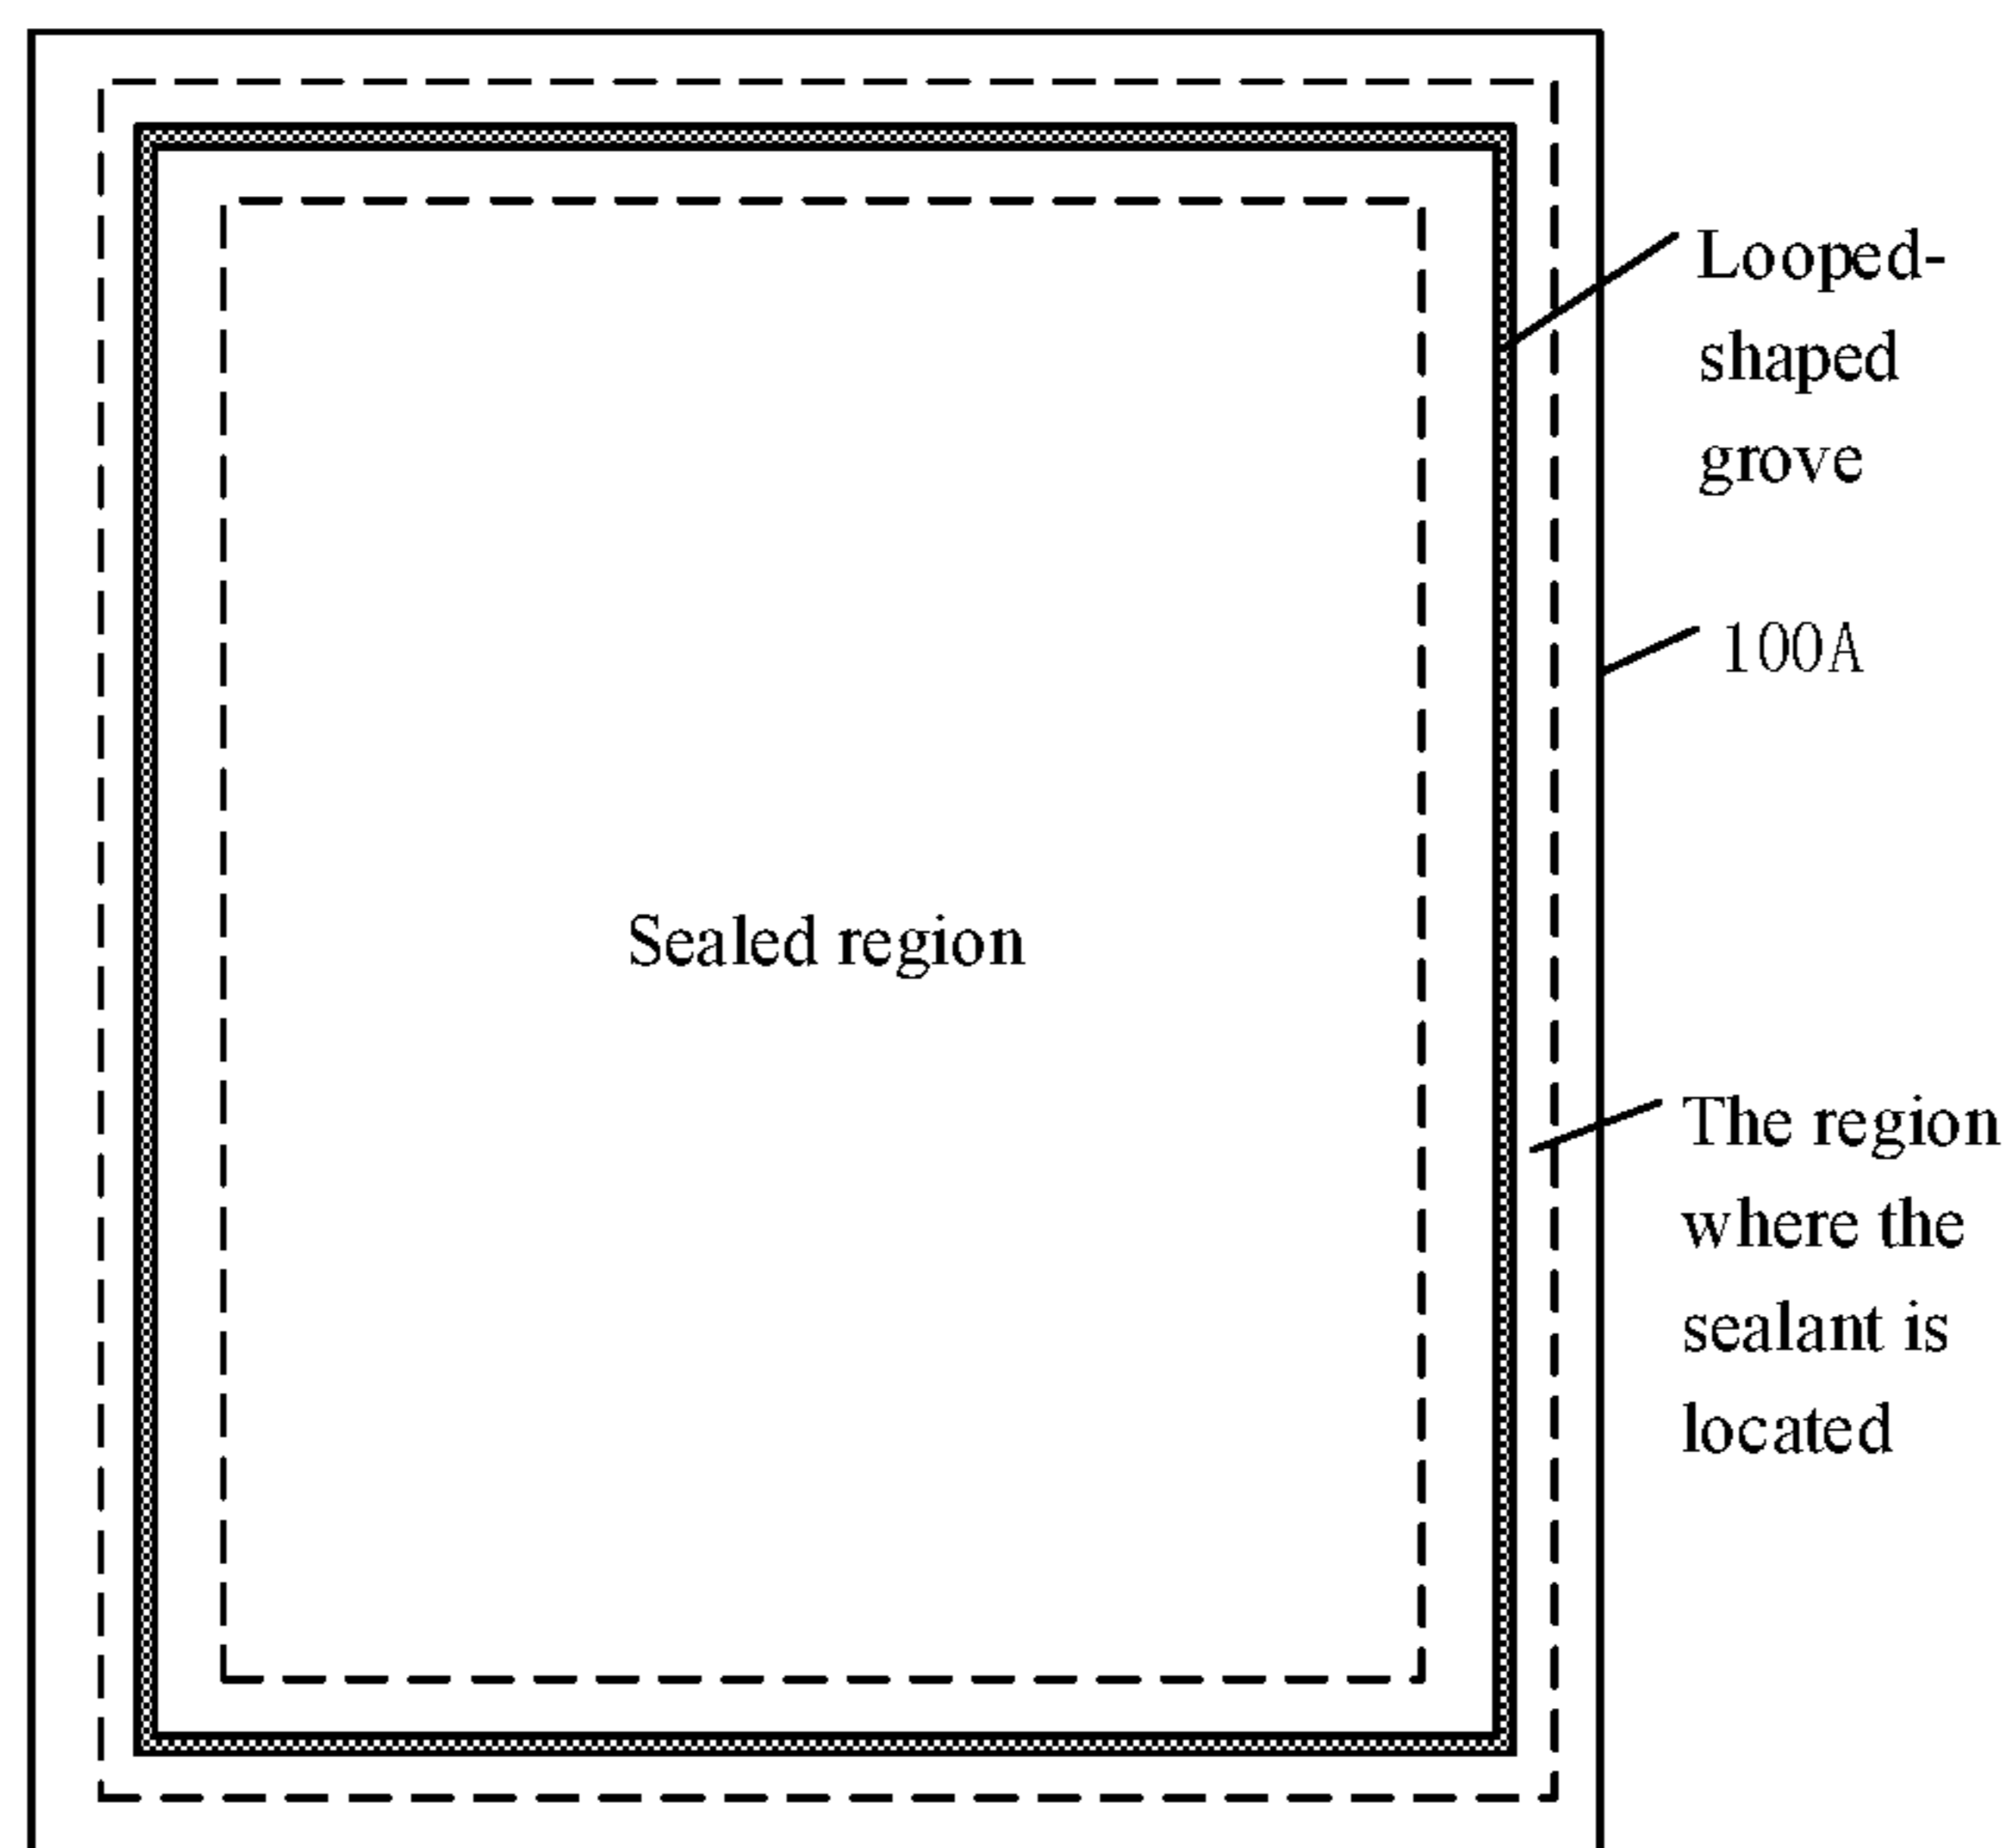 Looped-
shaped
grove
100A
Sealed region
The region
where the
sealant is
located